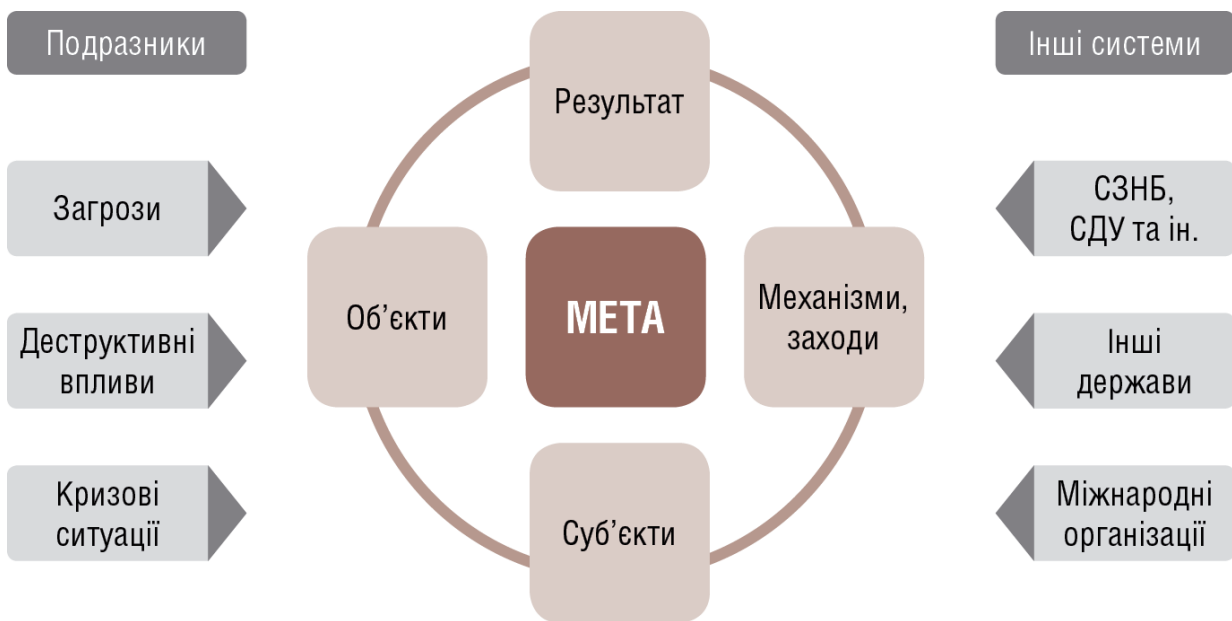 Подразники
Загрози
Деструктивні
впливи
Кризові
ситуації
Результат
Об’єкти
МЕТА
Механізми,
заходи
Суб’єкти
Інші системи
СЗНБ,
СДУ та ін.
Інші
держави
Міжнародні
організації